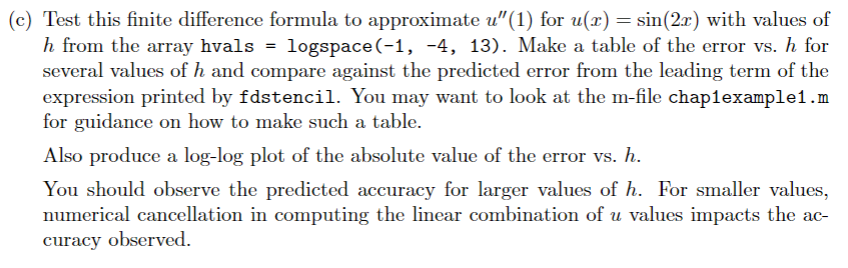 (c) Test this finite difference formula to approximate u″(1) for u(x) = sin(2x) with values of
h from the array hvals = logspace(-1, -4, 13). Make a table of the error vs. h for
several values of h and compare against the predicted error from the leading term of the
expression printed by fdstencil. You may want to look at the m-file chap1example1.m
for guidance on how to make such a table.
Also produce a log-log plot of the absolute value of the error vs. h.
You should observe the predicted accuracy for larger values of h. For smaller values,
numerical cancellation in computing the linear combination of u values impacts the ac-
curacy observed.